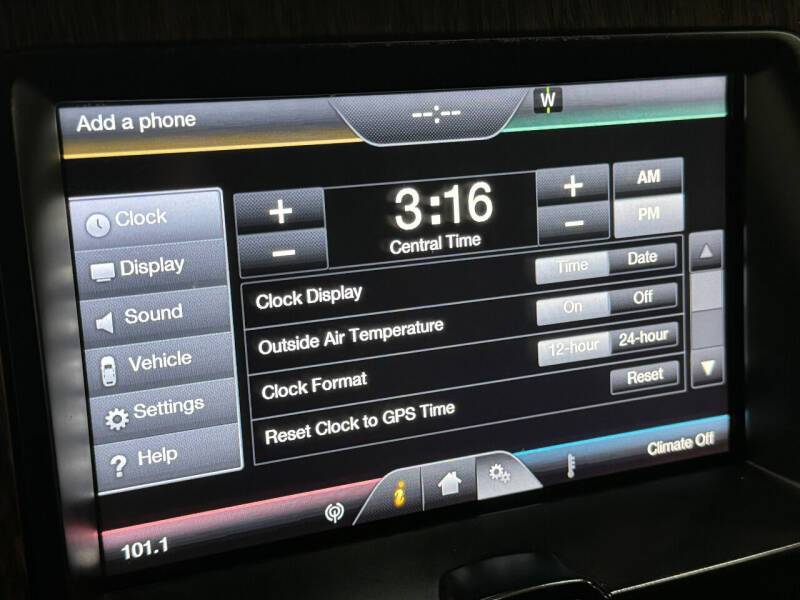 Add a phone
--:--
W
Clock
Display
Sound
Vehicle
Settings
? Help
+
−
3:16
Central Time
+
−
AM
PM
Clock Display
Time Date
Outside Air Temperature
On Off
Clock Format
12-hour 24-hour
Reset Clock to GPS Time
Reset
101.1
i
Climate Off